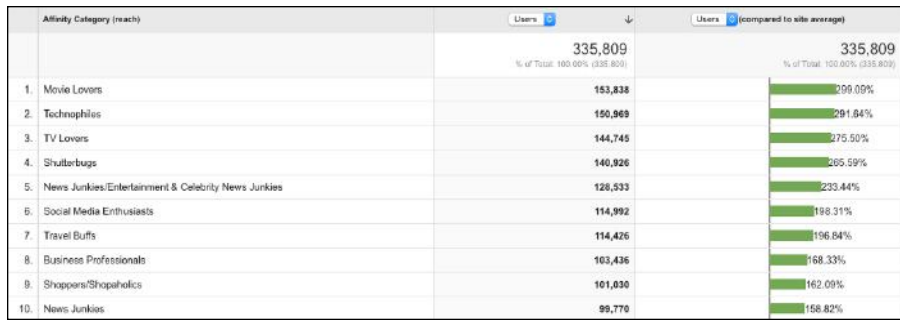 Affinity Category (reach) Users Users (compared to site average)
335,809 335,809
% of Total: 100.00% (335,809) % of Total: 100.00% (335,809)
1. Movie Lovers 153,838 299.09%
2. Technophiles 150,969 291.64%
3. TV Lovers 144,745 275.50%
4. Shutterbugs 140,926 265.59%
5. News Junkies/Entertainment & Celebrity News Junkies 128,533 233.44%
6. Social Media Enthusiasts 114,992 198.31%
7. Travel Buffs 114,426 196.84%
8. Business Professionals 103,436 168.33%
9. Shoppers/Shopaholics 101,030 162.09%
10. News Junkies 99,770 158.82%